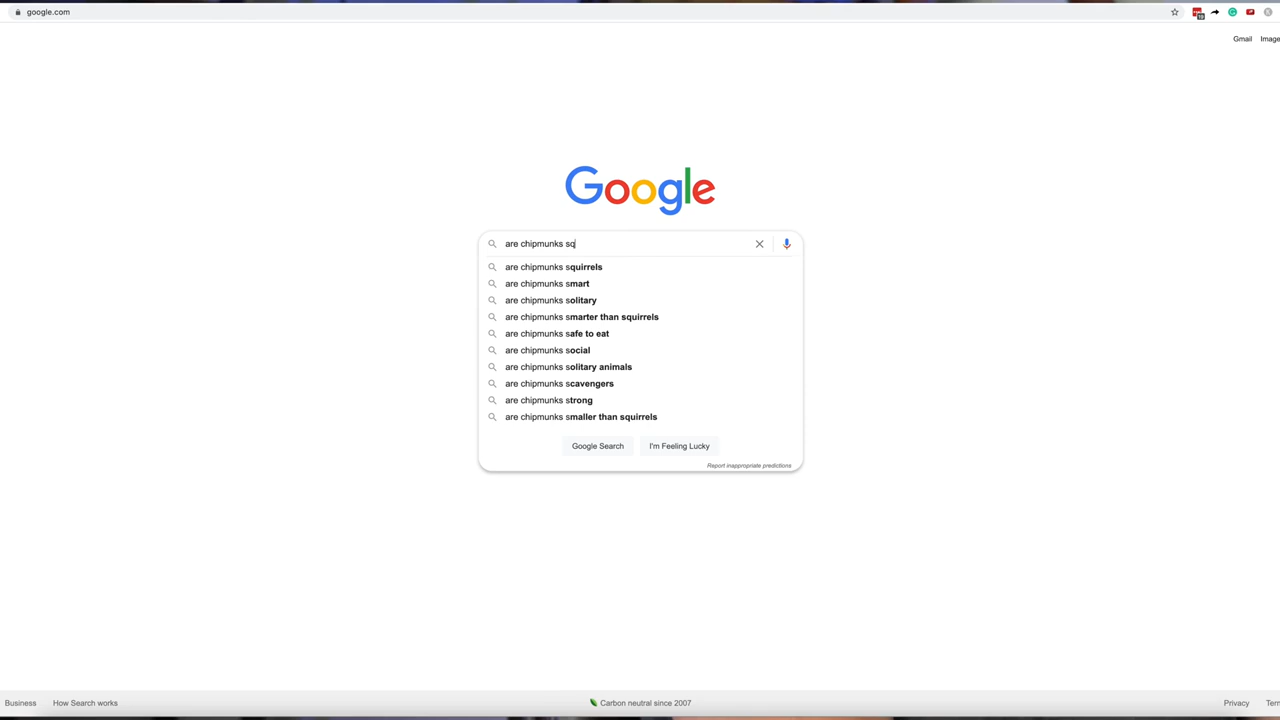 google.com
Gmail Image
Google
are chipmunks sq
are chipmunks squirrels
are chipmunks smart
are chipmunks solitary
are chipmunks smarter than squirrels
are chipmunks safe to eat
are chipmunks social
are chipmunks solitary animals
are chipmunks scavengers
are chipmunks strong
are chipmunks smaller than squirrels
Google Search I'm Feeling Lucky
Report inappropriate predictions
Business How Search works Carbon neutral since 2007 Privacy Ter